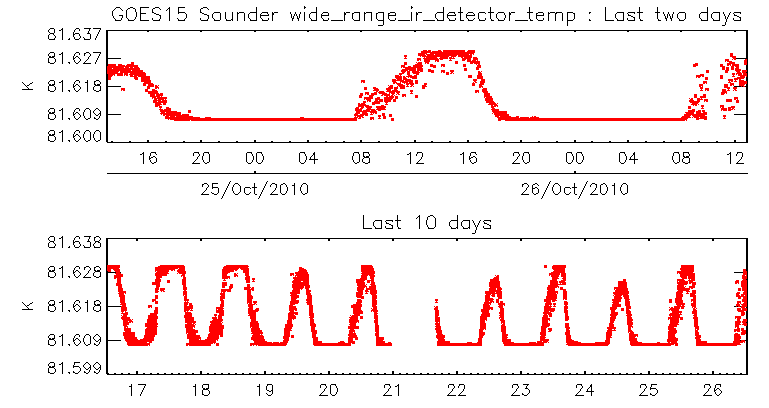 GOES15 Sounder wide_range_ir_detector_temp : Last two days
81.637
81.627
81.618
81.609
81.600
K
16 20 00 04 08 12 16 20 00 04 08 12
25/Oct/2010 26/Oct/2010
Last 10 days
81.638
81.628
81.618
81.609
81.599
K
17 18 19 20 21 22 23 24 25 26